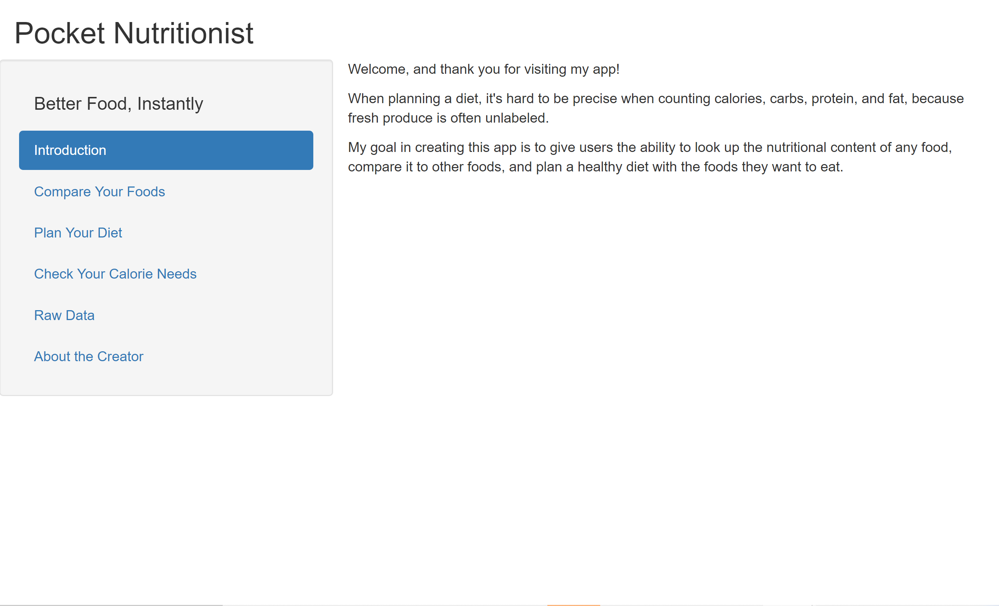 Pocket Nutritionist
Better Food, Instantly
Introduction
Compare Your Foods
Plan Your Diet
Check Your Calorie Needs
Raw Data
About the Creator
Welcome, and thank you for visiting my app!
When planning a diet, it's hard to be precise when counting calories, carbs, protein, and fat, because
fresh produce is often unlabeled.
My goal in creating this app is to give users the ability to look up the nutritional content of any food,
compare it to other foods, and plan a healthy diet with the foods they want to eat.